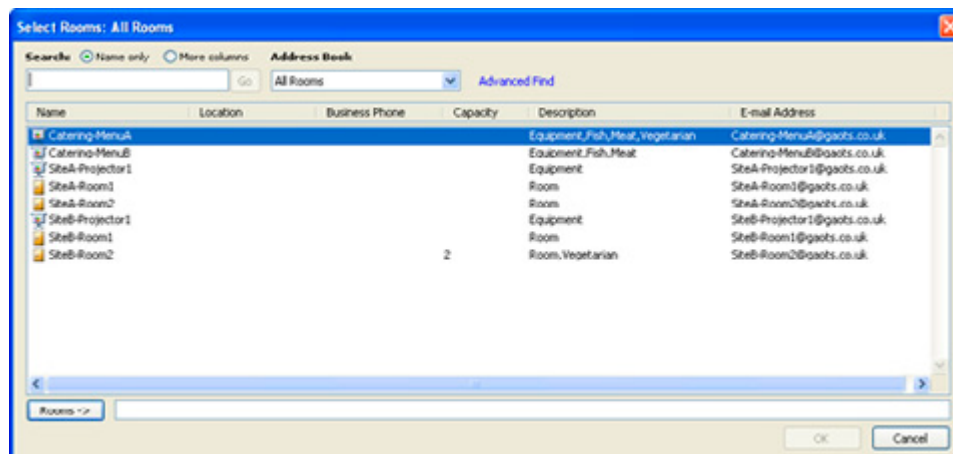 Select Rooms: All Rooms
Search: Name only More columns Address Book
Go All Rooms Advanced Find
Name Location Business Phone Capacity Description E-mail Address
Catering-MenuA Equipment,Fish,Meat,Vegetarian Catering-MenuA@gaots.co.uk
Catering-MenuB Equipment,Fish,Meat Catering-MenuB@gaots.co.uk
SiteA-Projector1 Equipment SiteA-Projector1@gaots.co.uk
SiteA-Room1 Room SiteA-Room1@gaots.co.uk
SiteA-Room2 Room SiteA-Room2@gaots.co.uk
SiteB-Projector1 Equipment SiteB-Projector1@gaots.co.uk
SiteB-Room1 Room SiteB-Room1@gaots.co.uk
SiteB-Room2 2 Room,Vegetarian SiteB-Room2@gaots.co.uk
Rooms ->
OK Cancel